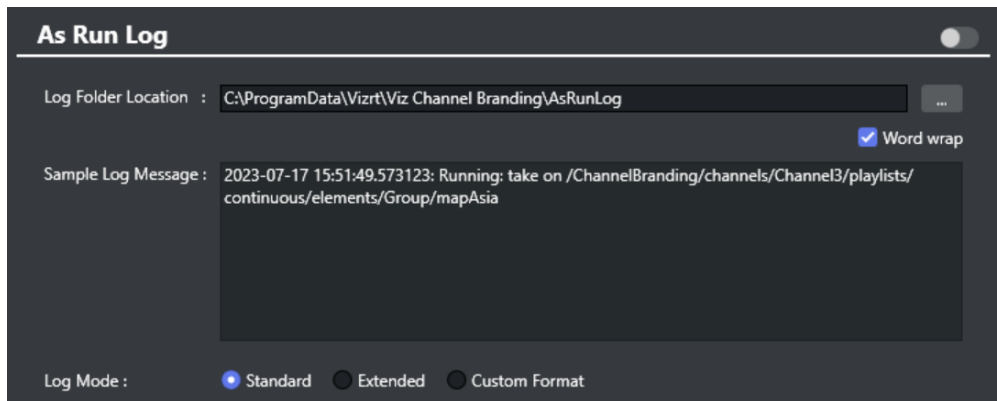 As Run Log
Log Folder Location : C:\ProgramData\Vizrt\Viz Channel Branding\AsRunLog ...
Word wrap
Sample Log Message : 2023-07-17 15:51:49.573123: Running: take on /ChannelBranding/channels/Channel3/playlists/
continuous/elements/Group/mapAsia
Log Mode : Standard Extended Custom Format